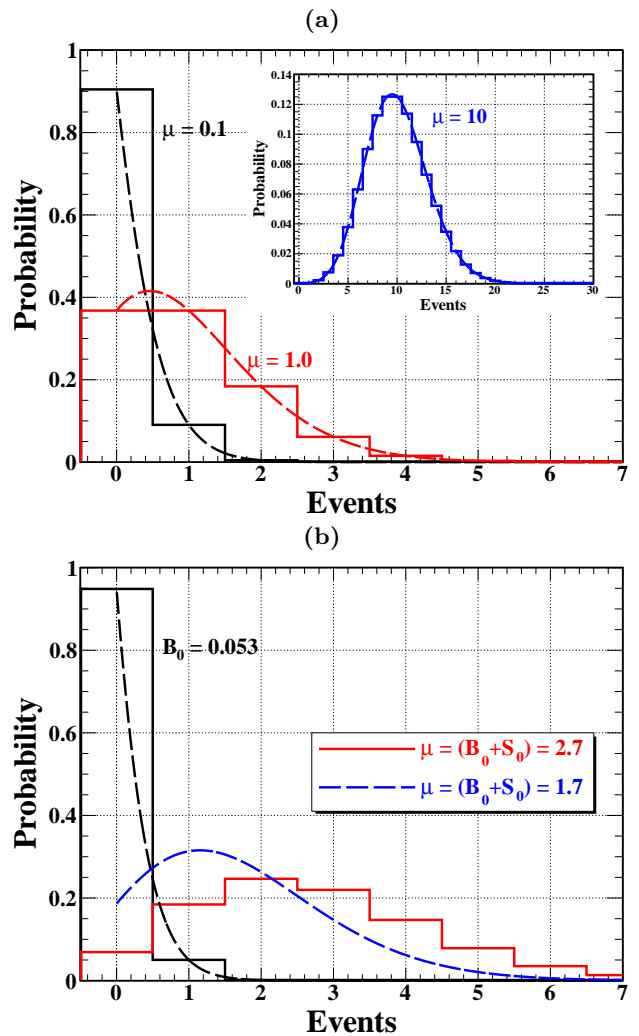 (a)
1
0.8
0.6
0.4
0.2
0
Probability
μ = 0.1
μ = 1.0
0.14
0.12
0.1
0.08
0.06
0.04
0.02
0
Probability
μ = 10
0 5 10 15 20 25 30
Events
0 1 2 3 4 5 6 7
Events
(b)
1
0.8
0.6
0.4
0.2
0
Probability
B₀ = 0.053
μ = (B₀+S₀) = 2.7
μ = (B₀+S₀) = 1.7
0 1 2 3 4 5 6 7
Events